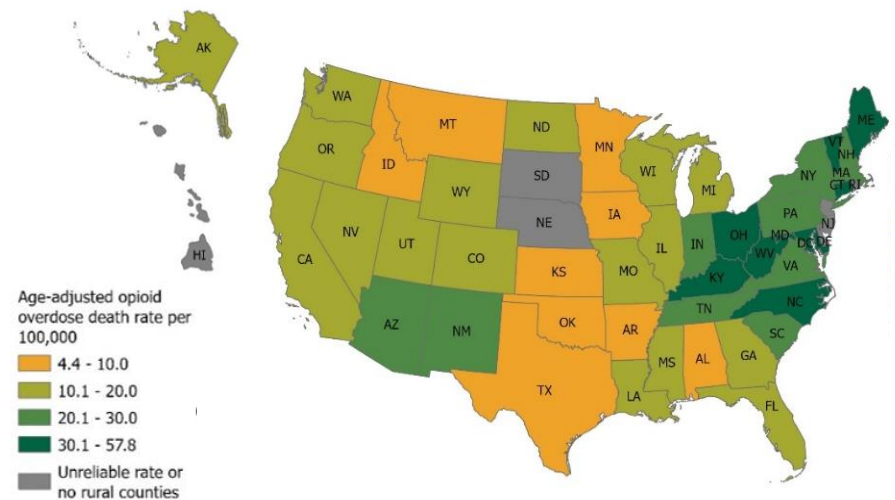 AK
WA
MT
ND
MN
ME
VT
NH
OR
ID
WI
NY
MA
SD
MI
CT RI
WY
IA
PA
NJ
NE
NV
UT
IL
IN
OH
MD
DE
DC
HI
CA
CO
WV
VA
KS
MO
KY
NC
TN
AZ
NM
OK
AR
SC
MS
AL
GA
TX
LA
FL
Age-adjusted opioid
overdose death rate per
100,000
4.4 - 10.0
10.1 - 20.0
20.1 - 30.0
30.1 - 57.8
Unreliable rate or
no rural counties